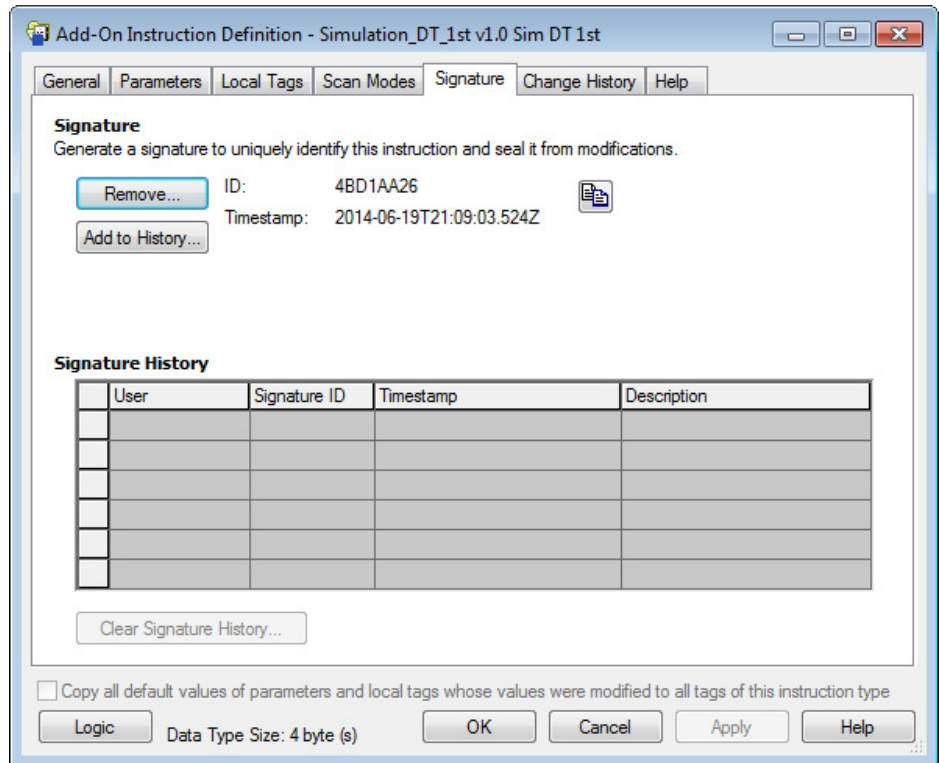 Add-On Instruction Definition - Simulation_DT_1st v1.0 Sim DT 1st
General Parameters Local Tags Scan Modes Signature Change History Help
Signature
Generate a signature to uniquely identify this instruction and seal it from modifications.
Remove... ID: 4BD1AA26
Timestamp: 2014-06-19T21:09:03.524Z
Add to History...
Signature History
User Signature ID Timestamp Description
Clear Signature History...
Copy all default values of parameters and local tags whose values were modified to all tags of this instruction type
Logic Data Type Size: 4 byte (s) OK Cancel Apply Help